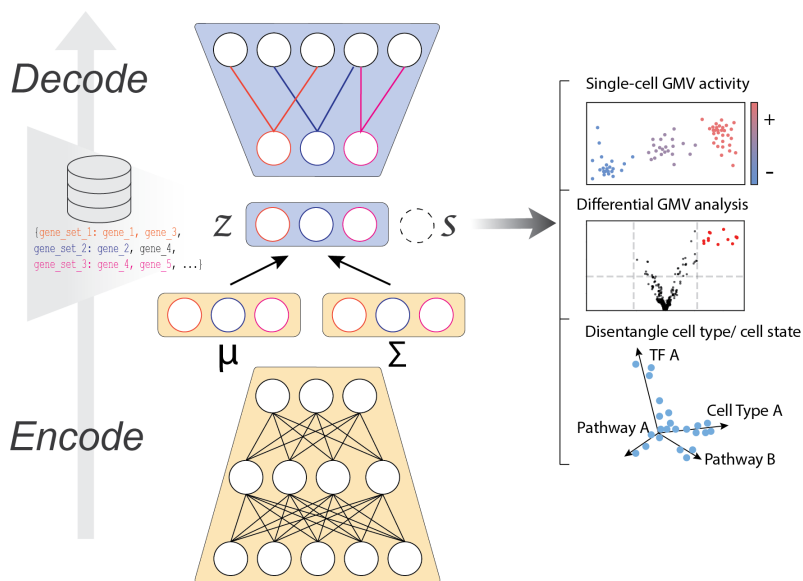 Decode
{gene_set_1: gene_1, gene_3,
gene_set_2: gene_2, gene_4,
gene_set_3: gene_4, gene_5, ...}
z
s
μ
Σ
Encode
Single-cell GMV activity
+
-
Differential GMV analysis
Disentangle cell type/ cell state
TF A
Cell Type A
Pathway A
Pathway B